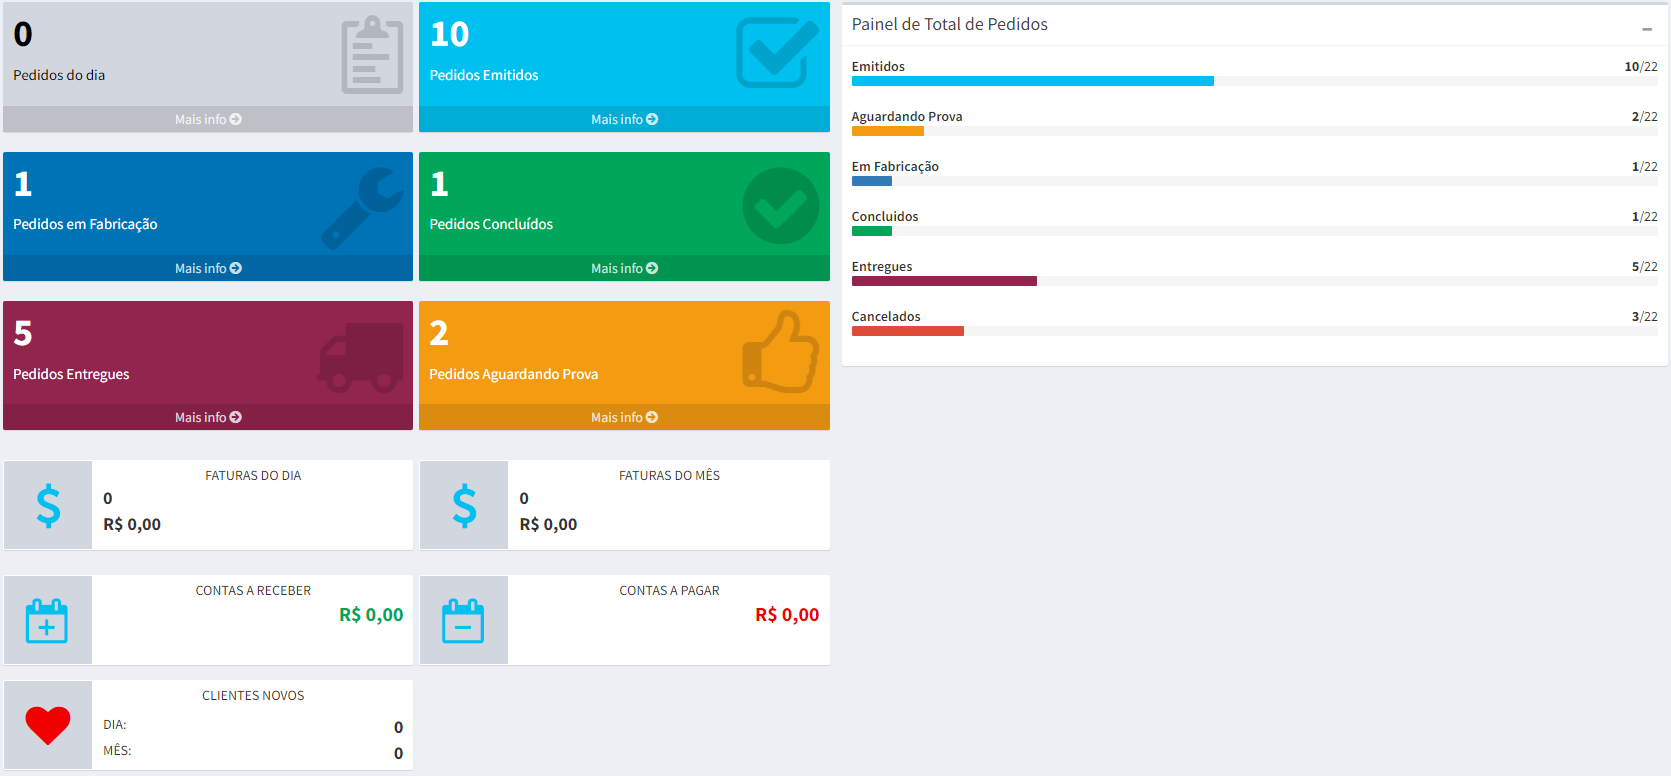 0
Pedidos do dia
Mais info
10
Pedidos Emitidos
Mais info
1
Pedidos em Fabricação
Mais info
1
Pedidos Concluídos
Mais info
5
Pedidos Entregues
Mais info
2
Pedidos Aguardando Prova
Mais info
FATURAS DO DIA
0
R$ 0,00
FATURAS DO MÊS
0
R$ 0,00
CONTAS A RECEBER
R$ 0,00
CONTAS A PAGAR
R$ 0,00
CLIENTES NOVOS
DIA: 0
MÊS: 0
Painel de Total de Pedidos
Emitidos 10/22
Aguardando Prova 2/22
Em Fabricação 1/22
Concluidos 1/22
Entregues 5/22
Cancelados 3/22